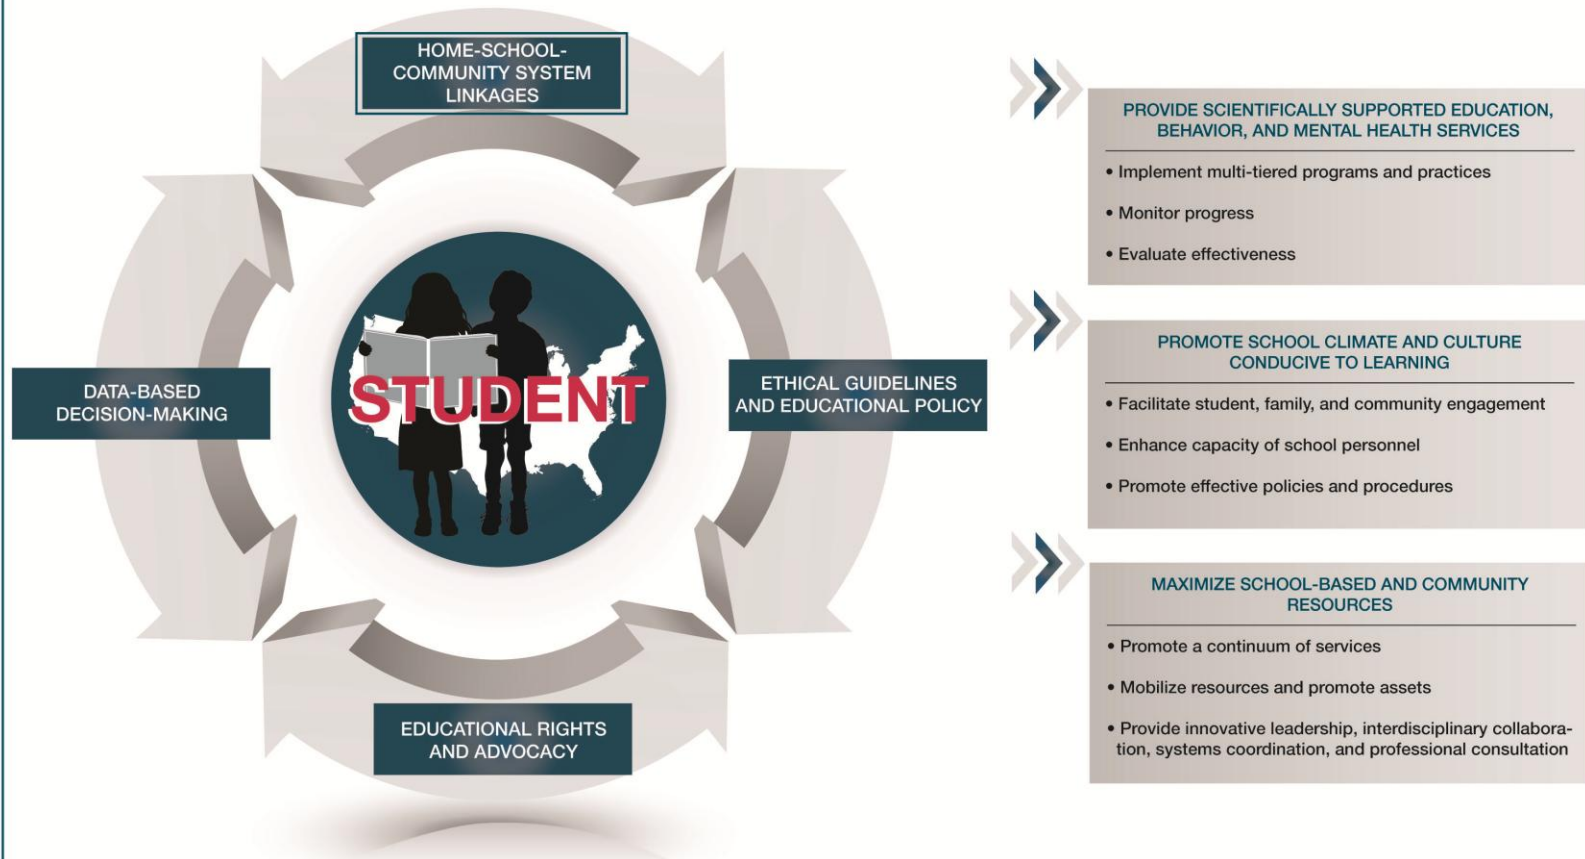 HOME-SCHOOL-
COMMUNITY SYSTEM
LINKAGES
DATA-BASED
DECISION-MAKING
STUDENT
ETHICAL GUIDELINES
AND EDUCATIONAL POLICY
EDUCATIONAL RIGHTS
AND ADVOCACY
PROVIDE SCIENTIFICALLY SUPPORTED EDUCATION,
BEHAVIOR, AND MENTAL HEALTH SERVICES
• Implement multi-tiered programs and practices
• Monitor progress
• Evaluate effectiveness
PROMOTE SCHOOL CLIMATE AND CULTURE
CONDUCIVE TO LEARNING
• Facilitate student, family, and community engagement
• Enhance capacity of school personnel
• Promote effective policies and procedures
MAXIMIZE SCHOOL-BASED AND COMMUNITY
RESOURCES
• Promote a continuum of services
• Mobilize resources and promote assets
• Provide innovative leadership, interdisciplinary collabora-
tion, systems coordination, and professional consultation